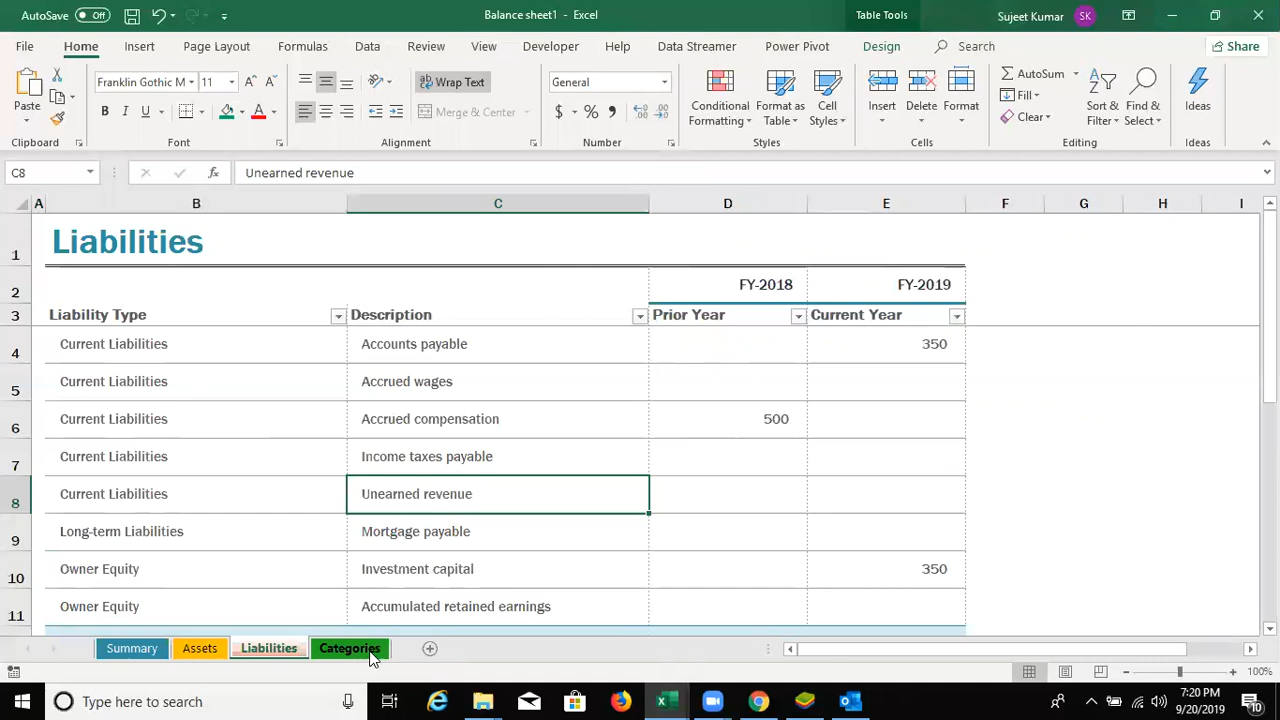 AutoSave Off Balance sheet1 - Excel Table Tools Sujeet Kumar SK
File Home Insert Page Layout Formulas Data Review View Developer Help Data Streamer Power Pivot Design Search Share
Paste Franklin Gothic M 11 Wrap Text General Conditional Formatting Format as Table Cell Styles Insert Delete Format AutoSum Fill Clear Sort & Filter Find & Select Ideas
B I U A Merge & Center $ % ,
Clipboard Font Alignment Number Styles Cells Editing Ideas
C8 fx Unearned revenue
A B C D E F G H I
1 Liabilities
2 FY-2018 FY-2019
3 Liability Type Description Prior Year Current Year
4 Current Liabilities Accounts payable 350
5 Current Liabilities Accrued wages
6 Current Liabilities Accrued compensation 500
7 Current Liabilities Income taxes payable
8 Current Liabilities Unearned revenue
9 Long-term Liabilities Mortgage payable
10 Owner Equity Investment capital 350
11 Owner Equity Accumulated retained earnings
Summary Assets Liabilities Categories
100%
Type here to search 7:20 PM
9/20/2019 10